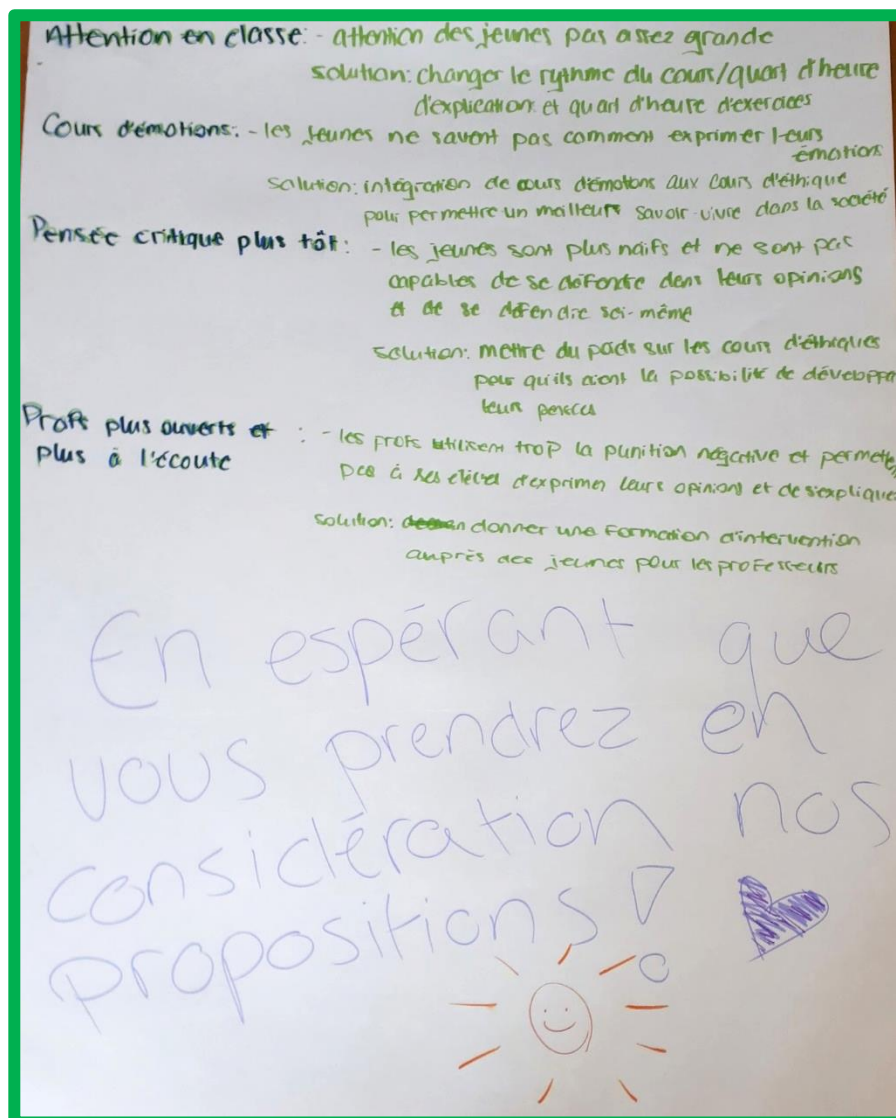 Attention en classe: - attention des jeunes pas assez grande
solution: changer le rythme du cours/quart d'heure
d'explication et quart d'heure d'exercices
Cours d'émotions: - les jeunes ne savent pas comment exprimer leurs
émotions
solution: intégration de cours d'émotions aux cours d'éthique
pour permettre un meilleurs savoir-vivre dans la société
Pensée critique plus tôt: - les jeunes sont plus naïfs et ne sont pas
capables de se défendre dans leurs opinions
et de se défendre soi-même
solution: mettre du poids sur les cours d'éthiques
pour qu'ils aient la possibilité de développe
leur
Profs plus ouverts et : - les profs utilisent trop la punition négative et permette
plus à l'écoute
pas à ses élèves d'exprimer leurs opinions et de s'explique
solution: donner une formation d'intervention
auprès des jeunes pour les professeurs
En espérant que
vous prendrez en
considération nos
propositions!